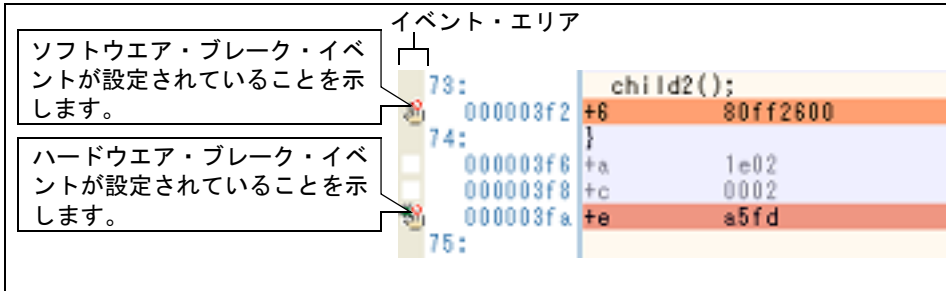 イベント・エリア
ソフトウエア・ブレーク・イベ
ントが設定されていることを示
します。
73: child2();
000003f2 +6 80ff2600
74: }
ハードウエア・ブレーク・イベ
ントが設定されていることを示
します。
000003f6 +a 1e02
000003f8 +c 0002
000003fa +e a5fd
75: